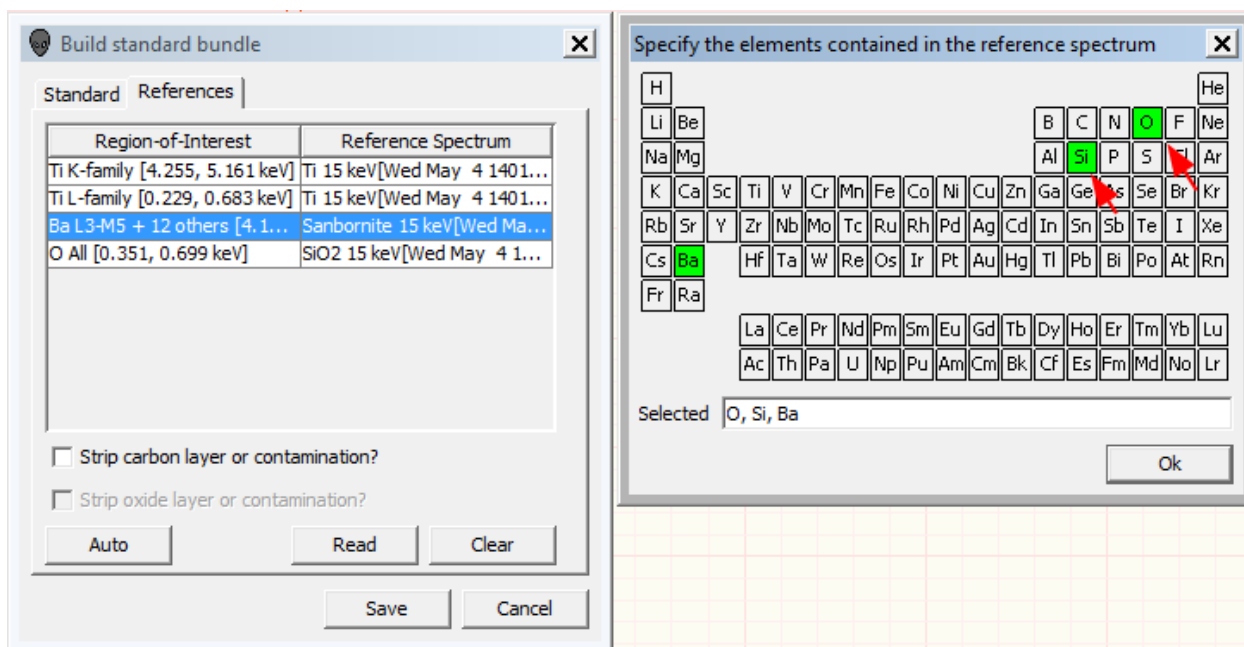 Build standard bundle
Standard References
Region-of-Interest Reference Spectrum
Ti K-family [4.255, 5.161 keV] Ti 15 keV[Wed May 4 1401...
Ti L-family [0.229, 0.683 keV] Ti 15 keV[Wed May 4 1401...
Ba L3-M5 + 12 others [4.1... Sanbornite 15 keV[Wed Ma...
O All [0.351, 0.699 keV] SiO2 15 keV[Wed May 4 1...
Strip carbon layer or contamination?
Strip oxide layer or contamination?
Auto Read Clear
Save Cancel
Specify the elements contained in the reference spectrum
H He
Li Be B C N O F Ne
Na Mg Al Si P S Cl Ar
K Ca Sc Ti V Cr Mn Fe Co Ni Cu Zn Ga Ge As Se Br Kr
Rb Sr Y Zr Nb Mo Tc Ru Rh Pd Ag Cd In Sn Sb Te I Xe
Cs Ba Hf Ta W Re Os Ir Pt Au Hg Tl Pb Bi Po At Rn
Fr Ra
La Ce Pr Nd Pm Sm Eu Gd Tb Dy Ho Er Tm Yb Lu
Ac Th Pa U Np Pu Am Cm Bk Cf Es Fm Md No Lr
Selected O, Si, Ba
Ok